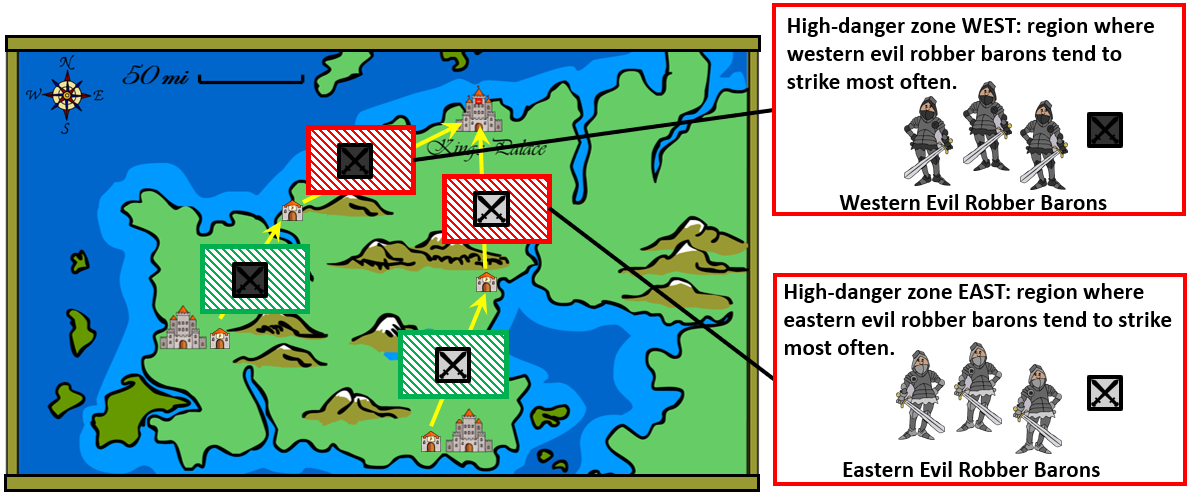 N
W E
S
50 mi
King's Palace
High-danger zone WEST: region where
western evil robber barons tend to
strike most often.
Western Evil Robber Barons
High-danger zone EAST: region where
eastern evil robber barons tend to strike
most often.
Eastern Evil Robber Barons